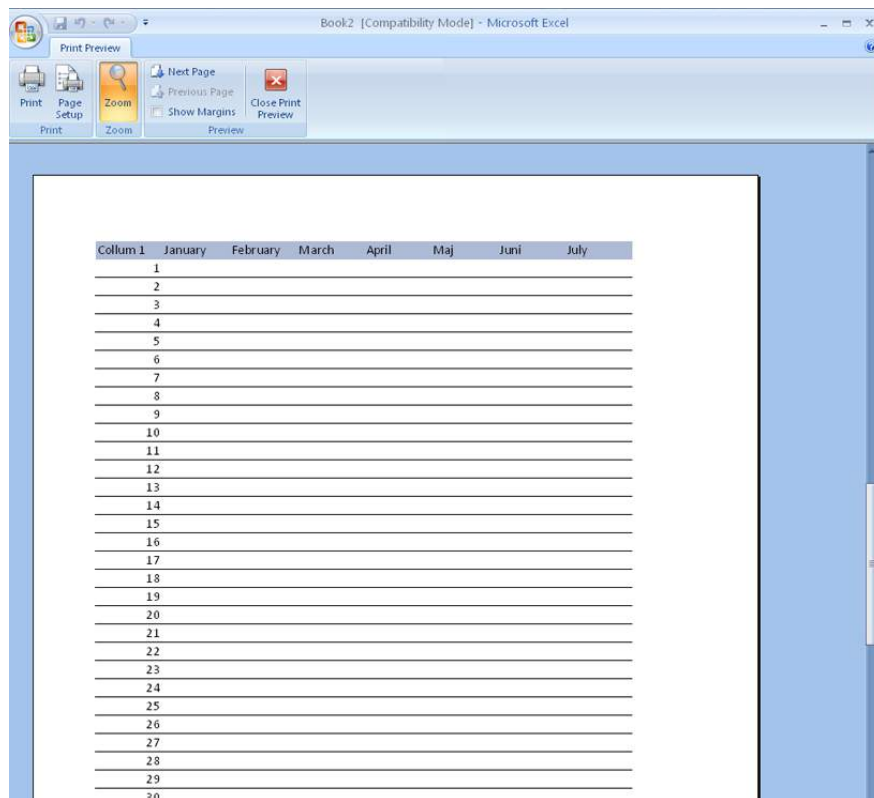 Book2 [Compatibility Mode] - Microsoft Excel
Print Preview
Print
Page Setup
Zoom
Next Page
Previous Page
Show Margins
Close Print Preview
Print
Zoom
Preview
Collum 1 January February March April Maj Juni July
1
2
3
4
5
6
7
8
9
10
11
12
13
14
15
16
17
18
19
20
21
22
23
24
25
26
27
28
29
30